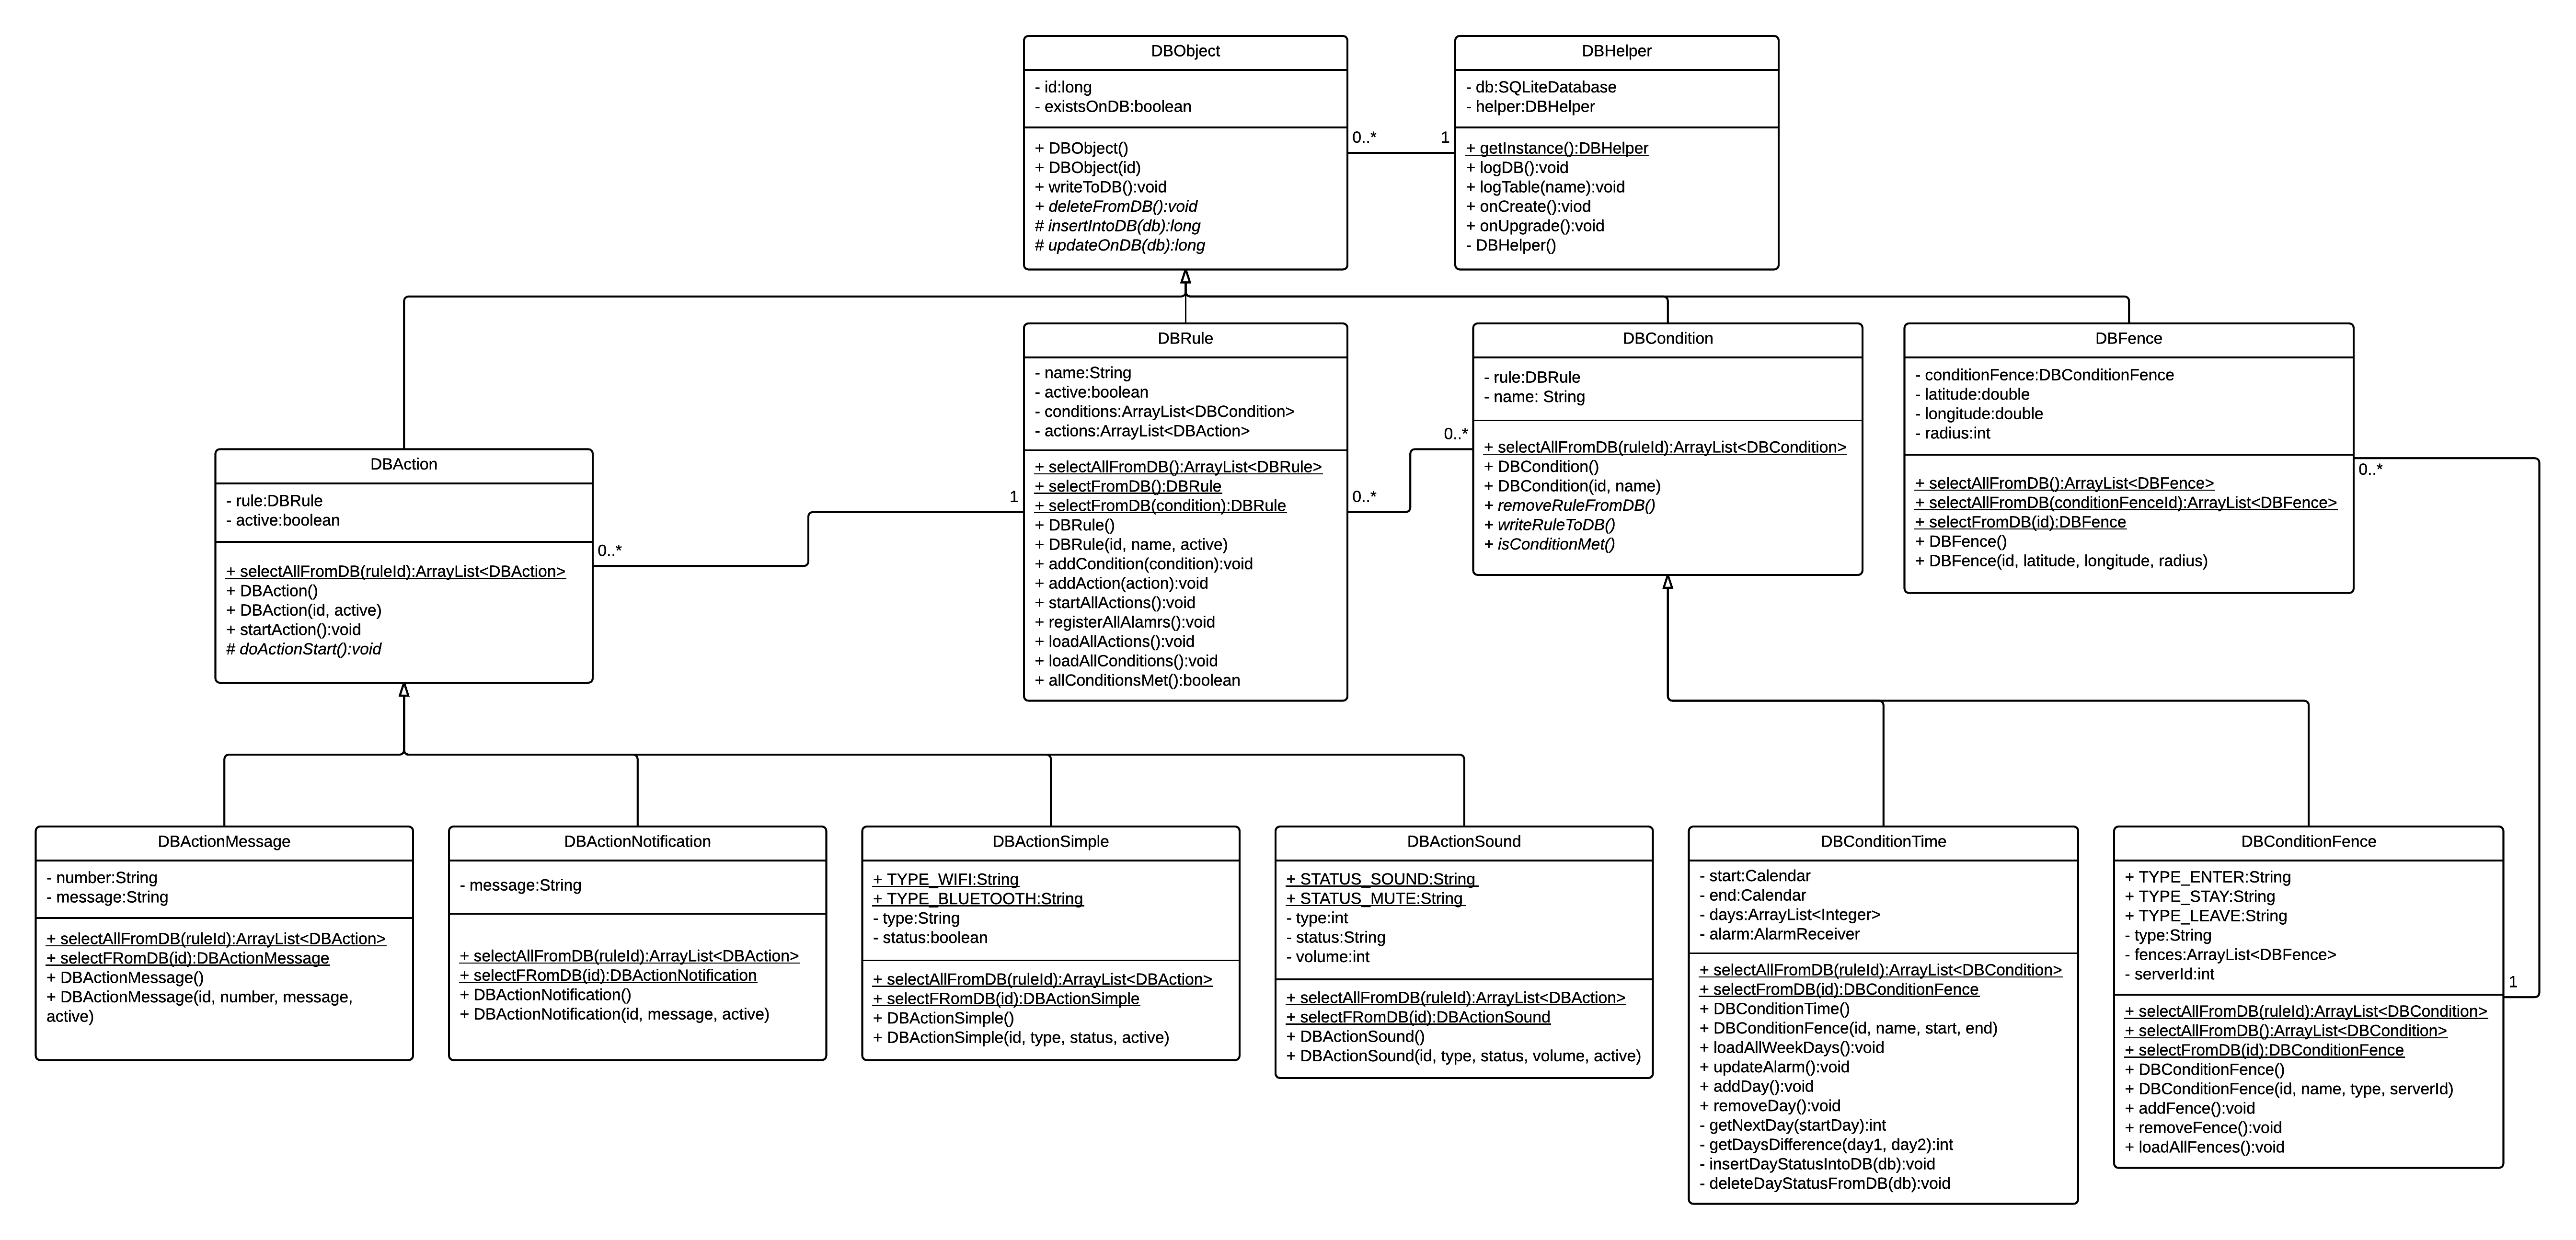 DBObject
- id:long
- existsOnDB:boolean
+ DBObject()
+ DBObject(id)
+ writeToDB():void
+ deleteFromDB():void
# insertIntoDB(db):long
# updateOnDB(db):long
0..*
1
DBHelper
- db:SQLiteDatabase
- helper:DBHelper
+ getInstance():DBHelper
+ logDB():void
+ logTable(name):void
+ onCreate():viod
+ onUpgrade():void
- DBHelper()
DBAction
- rule:DBRule
- active:boolean
+ selectAllFromDB(ruleId):ArrayList<DBAction>
+ DBAction()
+ DBAction(id, active)
+ startAction():void
# doActionStart():void
0..*
1
DBRule
- name:String
- active:boolean
- conditions:ArrayList<DBCondition>
- actions:ArrayList<DBAction>
+ selectAllFromDB():ArrayList<DBRule>
+ selectFromDB():DBRule
+ selectFromDB(condition):DBRule
+ DBRule()
+ DBRule(id, name, active)
+ addCondition(condition):void
+ addAction(action):void
+ startAllActions():void
+ registerAllAlamrs():void
+ loadAllActions():void
+ loadAllConditions():void
+ allConditionsMet():boolean
0..*
0..*
DBCondition
- rule:DBRule
- name: String
+ selectAllFromDB(ruleId):ArrayList<DBCondition>
+ DBCondition()
+ DBCondition(id, name)
+ removeRuleFromDB()
+ writeRuleToDB()
+ isConditionMet()
DBFence
- conditionFence:DBConditionFence
- latitude:double
- longitude:double
- radius:int
+ selectAllFromDB():ArrayList<DBFence>
+ selectAllFromDB(conditionFenceId):ArrayList<DBFence>
+ selectFromDB(id):DBFence
+ DBFence()
+ DBFence(id, latitude, longitude, radius)
0..*
DBActionMessage
- number:String
- message:String
+ selectAllFromDB(ruleId):ArrayList<DBAction>
+ selectFRomDB(id):DBActionMessage
+ DBActionMessage()
+ DBActionMessage(id, number, message,
active)
DBActionNotification
- message:String
+ selectAllFromDB(ruleId):ArrayList<DBAction>
+ selectFRomDB(id):DBActionNotification
+ DBActionNotification()
+ DBActionNotification(id, message, active)
DBActionSimple
+ TYPE_WIFI:String
+ TYPE_BLUETOOTH:String
- type:String
- status:boolean
+ selectAllFromDB(ruleId):ArrayList<DBAction>
+ selectFRomDB(id):DBActionSimple
+ DBActionSimple()
+ DBActionSimple(id, type, status, active)
DBActionSound
+ STATUS_SOUND:String
+ STATUS_MUTE:String
- type:int
- status:String
- volume:int
+ selectAllFromDB(ruleId):ArrayList<DBAction>
+ selectFRomDB(id):DBActionSound
+ DBActionSound()
+ DBActionSound(id, type, status, volume, active)
DBConditionTime
- start:Calendar
- end:Calendar
- days:ArrayList<Integer>
- alarm:AlarmReceiver
+ selectAllFromDB(ruleId):ArrayList<DBCondition>
+ selectFromDB(id):DBConditionFence
+ DBConditionTime()
+ DBConditionFence(id, name, start, end)
+ loadAllWeekDays():void
+ updateAlarm():void
+ addDay():void
+ removeDay():void
- getNextDay(startDay):int
- getDaysDifference(day1, day2):int
- insertDayStatusIntoDB(db):void
- deleteDayStatusFromDB(db):void
DBConditionFence
+ TYPE_ENTER:String
+ TYPE_STAY:String
+ TYPE_LEAVE:String
- type:String
- fences:ArrayList<DBFence>
- serverId:int
+ selectAllFromDB(ruleId):ArrayList<DBCondition>
+ selectAllFromDB():ArrayList<DBCondition>
+ selectFromDB(id):DBConditionFence
+ DBConditionFence()
+ DBConditionFence(id, name, type, serverId)
+ addFence():void
+ removeFence():void
+ loadAllFences():void
1